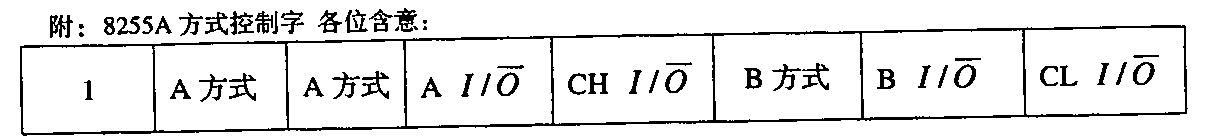 附：8255A 方式控制字 各位含意：
1 A 方式 A 方式 A I/O̅ CH I/O̅ B 方式 B I/O̅ CL I/O̅